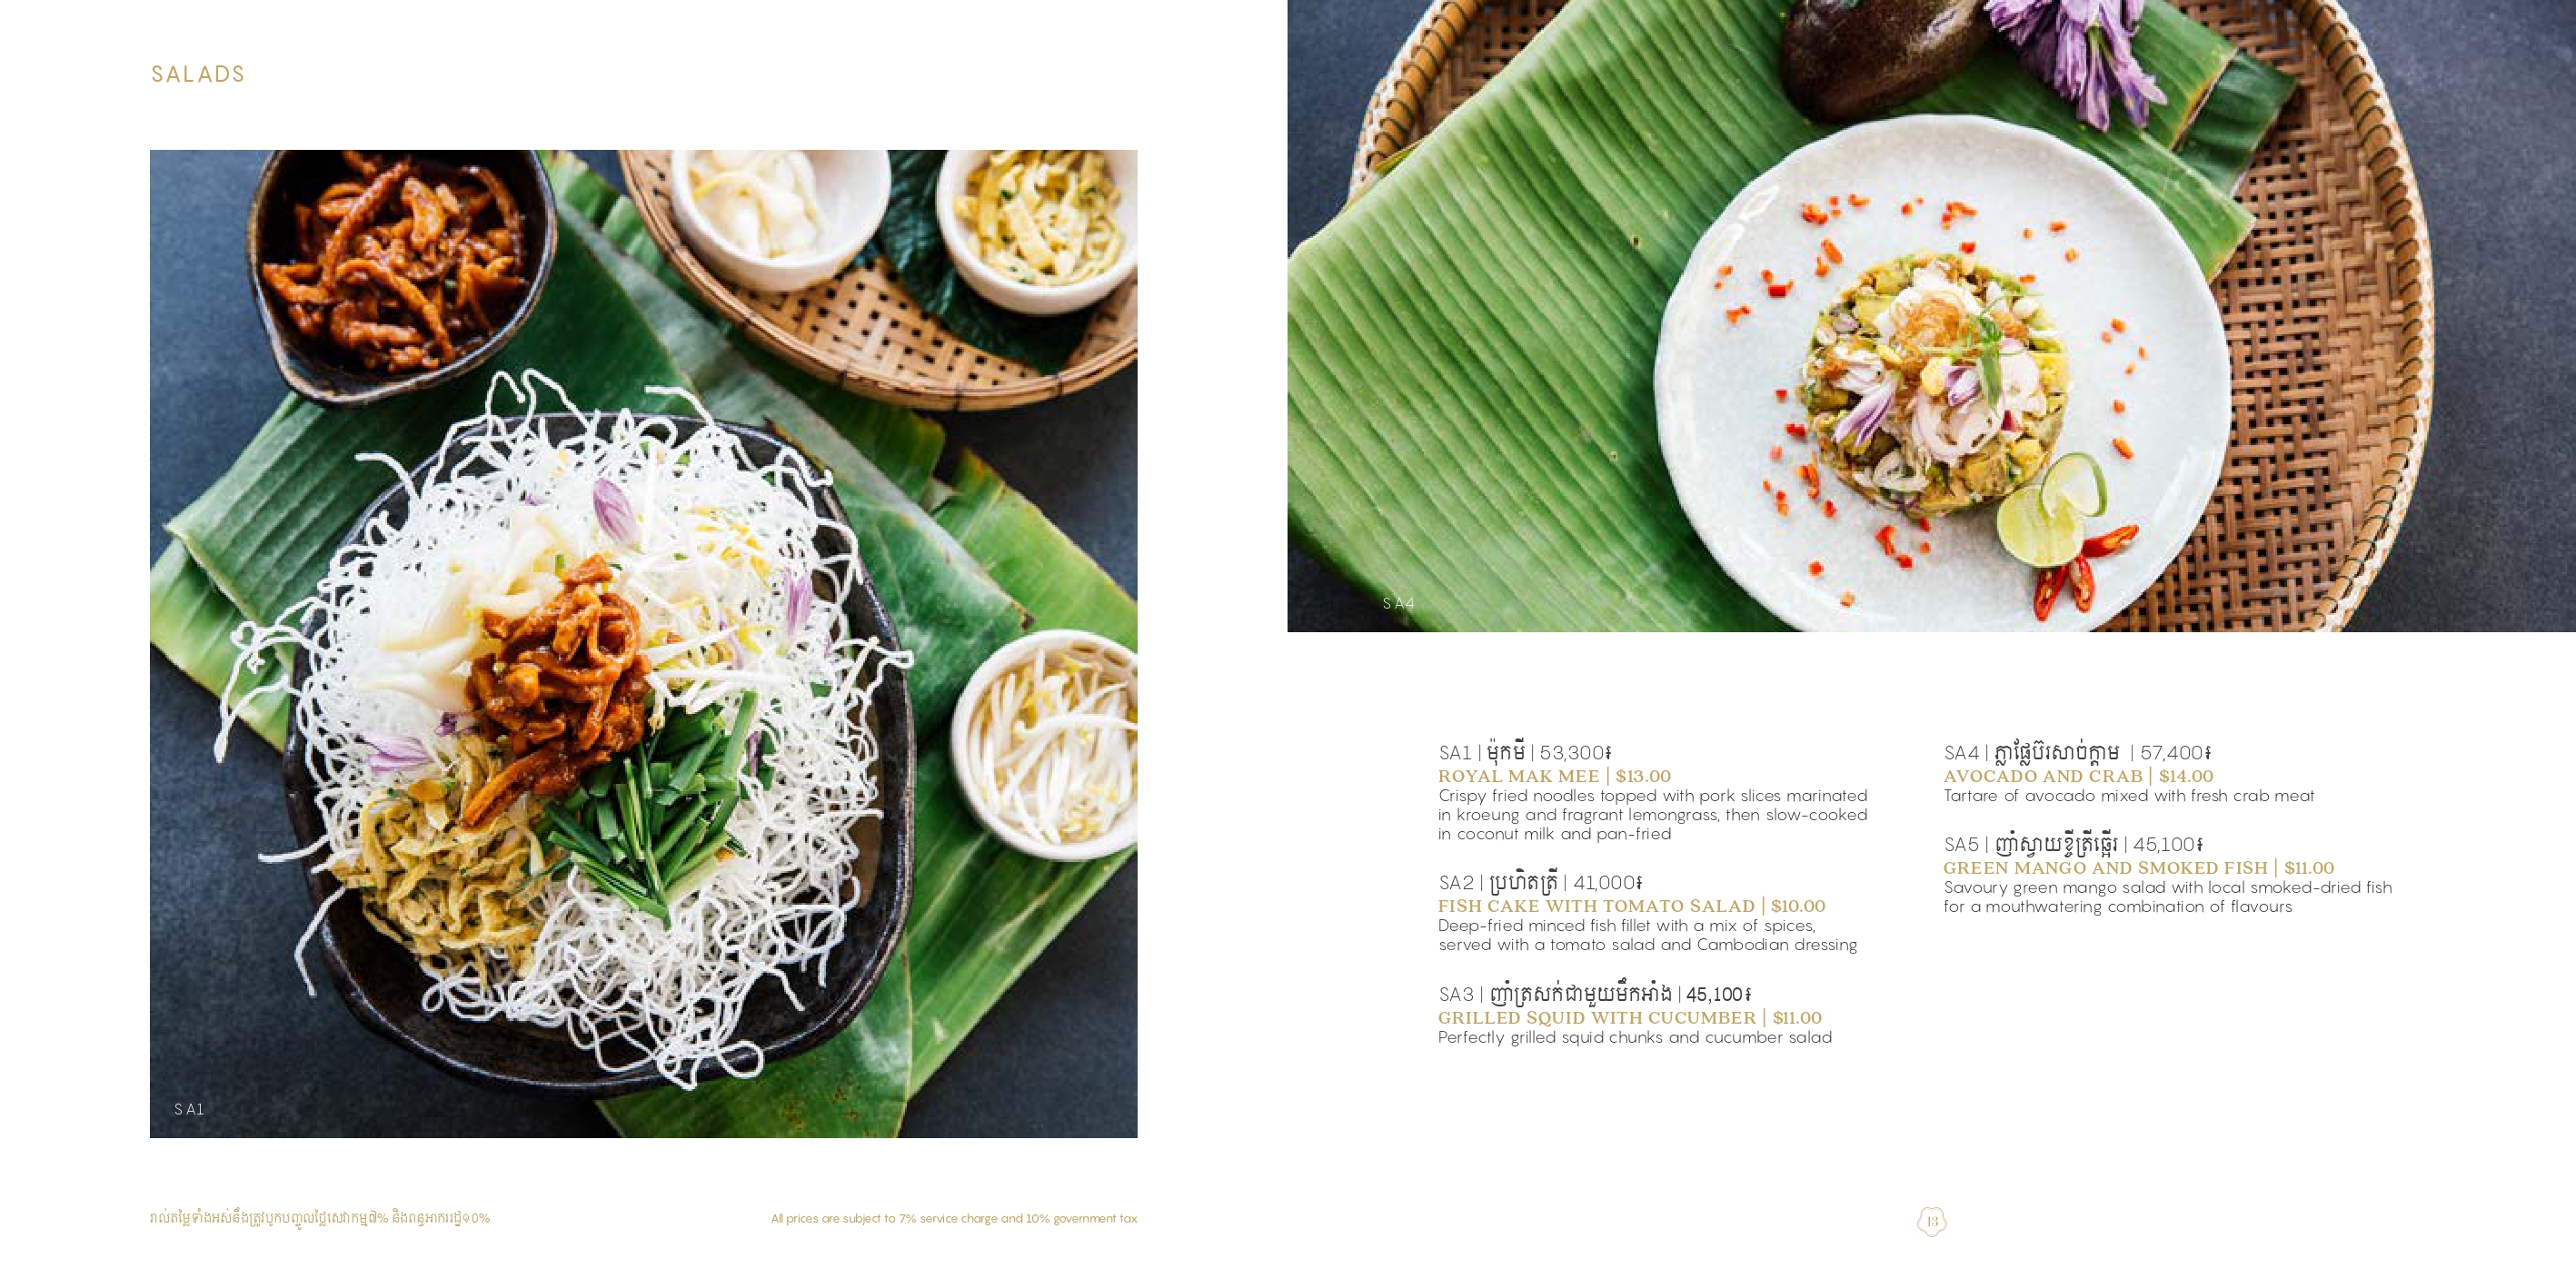 SALADS
SA1
រាល់តម្លៃទាំងអស់នឹងត្រូវបូកបញ្ចូលថ្លៃសេវាកម្ម៧% និងពន្ធអាករដ្ឋ១០%
All prices are subject to 7% service charge and 10% government tax
SA4
SA1 | ម៉ុកមី | 53,300៛
ROYAL MAK MEE | $13.00
Crispy fried noodles topped with pork slices marinated
in kroeung and fragrant lemongrass, then slow-cooked
in coconut milk and pan-fried
SA2 | ប្រហិតត្រី | 41,000៛
FISH CAKE WITH TOMATO SALAD | $10.00
Deep-fried minced fish fillet with a mix of spices,
served with a tomato salad and Cambodian dressing
SA3 | ញាំត្រសក់ជាមួយមឹកអាំង | 45,100៛
GRILLED SQUID WITH CUCUMBER | $11.00
Perfectly grilled squid chunks and cucumber salad
SA4 | ភ្លាផ្លែប៊រសាច់ក្តាម | 57,400៛
AVOCADO AND CRAB | $14.00
Tartare of avocado mixed with fresh crab meat
SA5 | ញាំស្វាយខ្ចីត្រីឆ្អើរ | 45,100៛
GREEN MANGO AND SMOKED FISH | $11.00
Savoury green mango salad with local smoked-dried fish
for a mouthwatering combination of flavours
13